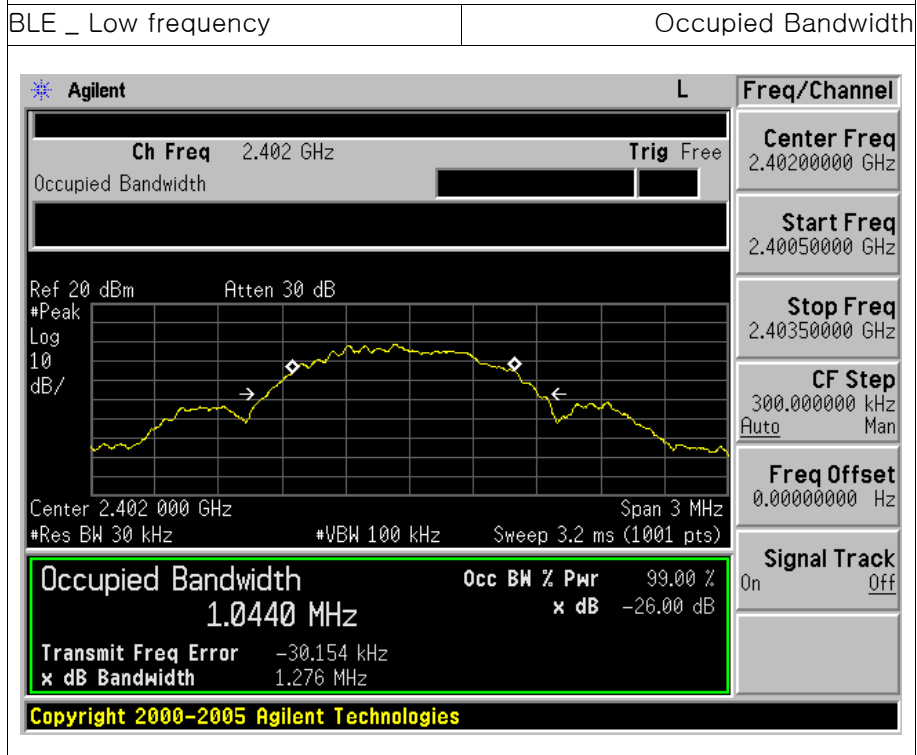 BLE _ Low frequency
Occupied Bandwidth
Agilent
L
Freq/Channel
Ch Freq 2.402 GHz
Trig Free
Occupied Bandwidth
Center Freq
2.40200000 GHz
Start Freq
2.40050000 GHz
Stop Freq
2.40350000 GHz
CF Step
300.000000 kHz
Auto Man
Freq Offset
0.00000000 Hz
Signal Track
On Off
Ref 20 dBm
Atten 30 dB
#Peak
Log
10
dB/
Center 2.402 000 GHz
Span 3 MHz
#Res BW 30 kHz
#VBW 100 kHz
Sweep 3.2 ms (1001 pts)
Occupied Bandwidth
1.0440 MHz
Occ BW % Pwr 99.00 %
x dB -26.00 dB
Transmit Freq Error -30.154 kHz
x dB Bandwidth 1.276 MHz
Copyright 2000-2005 Agilent Technologies